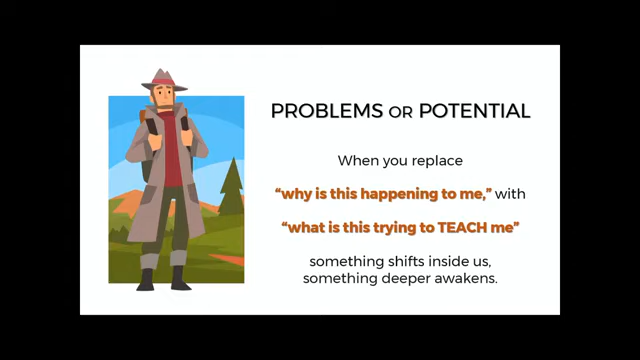 PROBLEMS OR POTENTIAL
When you replace
“why is this happening to me,” with
“what is this trying to TEACH me”
something shifts inside us,
something deeper awakens.